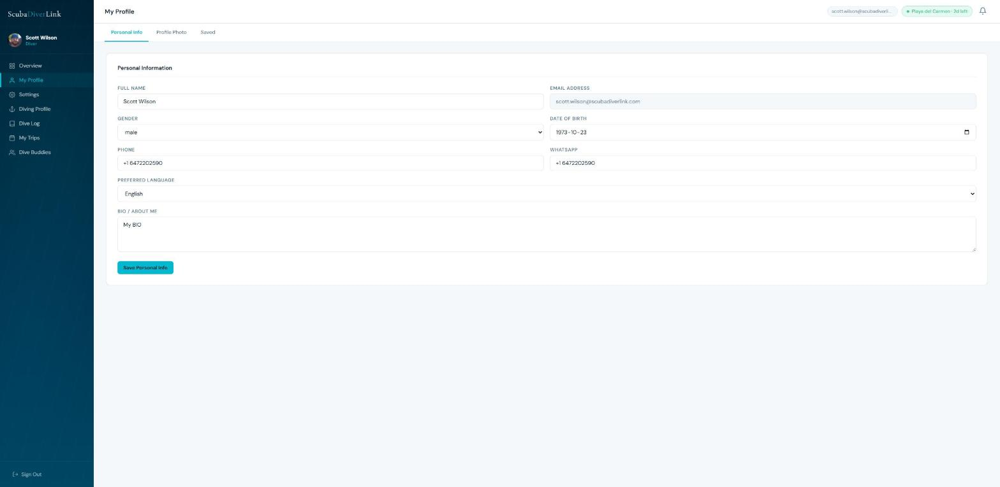 ScubaDiverLink
Scott Wilson
Diver
Overview
My Profile
Settings
Diving Profile
Dive Log
My Trips
Dive Buddies
Sign Out
My Profile
scott.wilson@scubadiverli...
Playa del Carmen · 2d left
Personal Info
Profile Photo
Saved
Personal Information
FULL NAME
Scott Wilson
EMAIL ADDRESS
scott.wilson@scubadiverlink.com
GENDER
male
DATE OF BIRTH
1973-10-23
PHONE
+1 6472202590
WHATSAPP
+1 6472202590
PREFERRED LANGUAGE
English
BIO / ABOUT ME
My BIO
Save Personal Info